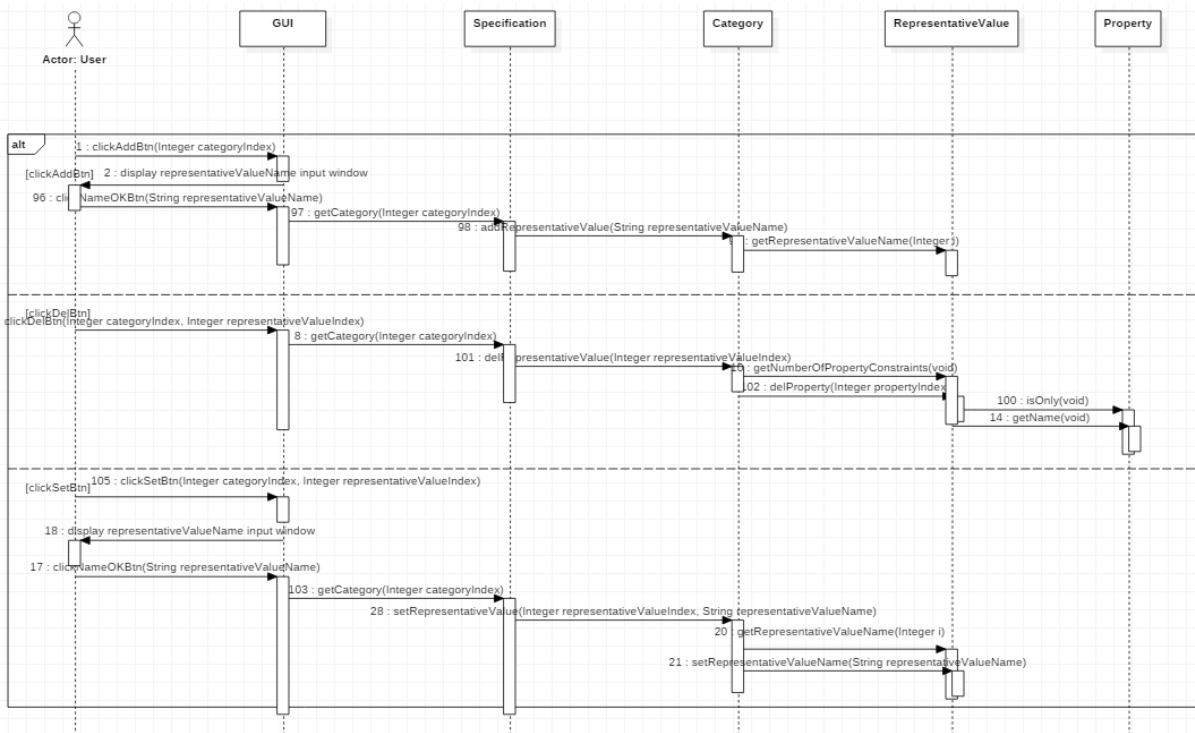 GUI
Specification
Category
RepresentativeValue
Property
Actor: User
alt
1 : clickAddBtn(Integer categoryIndex)
[clickAddBtn]
2 : display representativeValueName input window
96 : clickNameOKBtn(String representativeValueName)
97 : getCategory(Integer categoryIndex)
98 : addRepresentativeValue(String representativeValueName)
: getRepresentativeValueName(Integer i)
[clickDelBtn]
clickDelBtn(Integer categoryIndex, Integer representativeValueIndex)
8 : getCategory(Integer categoryIndex)
101 : delRepresentativeValue(Integer representativeValueIndex)
10 : getNumberOfPropertyConstraints(void)
102 : delProperty(Integer propertyIndex
100 : isOnly(void)
14 : getName(void)
105 : clickSetBtn(Integer categoryIndex, Integer representativeValueIndex)
[clickSetBtn]
18 : display representativeValueName input window
17 : clickNameOKBtn(String representativeValueName)
103 : getCategory(Integer categoryIndex)
28 : setRepresentativeValue(Integer representativeValueIndex, String representativeValueName)
20 : getRepresentativeValueName(Integer i)
21 : setRepresentativeValueName(String representativeValueName)